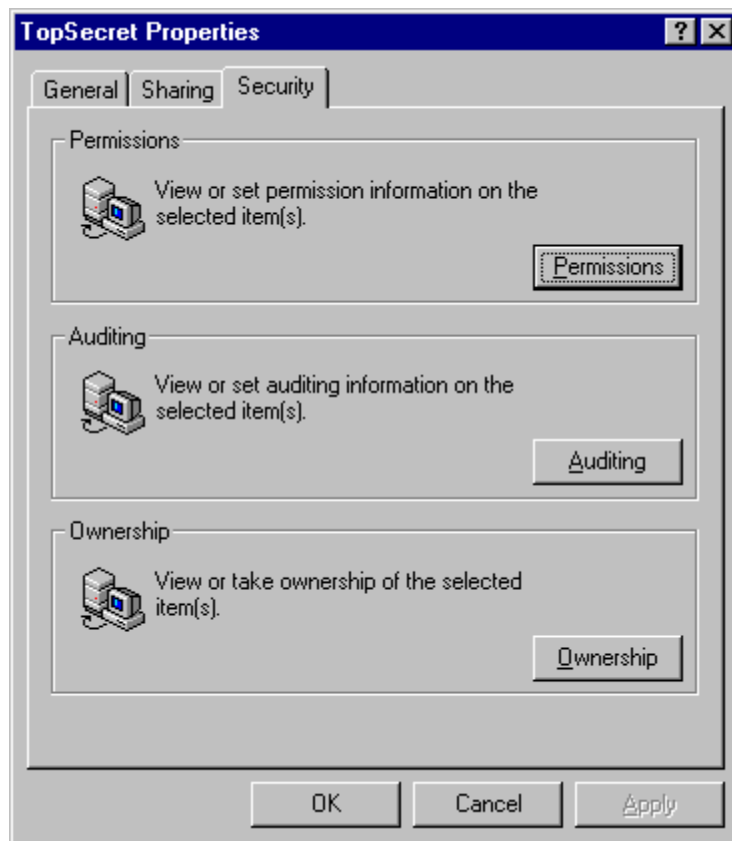 TopSecret Properties
General Sharing Security
Permissions
View or set permission information on the
selected item(s).
Permissions
Auditing
View or set auditing information on the
selected item(s).
Auditing
Ownership
View or take ownership of the selected
item(s).
Ownership
OK Cancel Apply